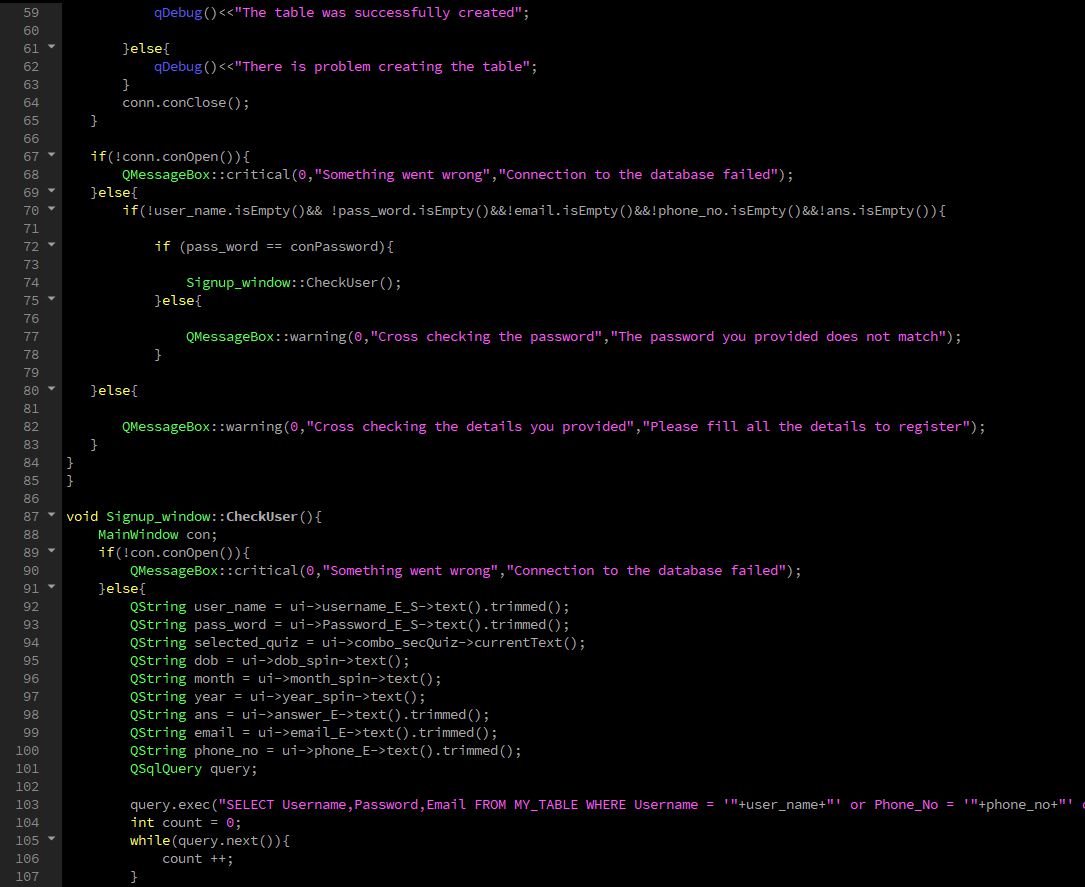 59 qDebug()<<"The table was successfully created";
60
61 }else{
62 qDebug()<<"There is problem creating the table";
63 }
64 conn.conClose();
65 }
66
67 if(!conn.conOpen()){
68 QMessageBox::critical(0,"Something went wrong","Connection to the database failed");
69 }else{
70 if(!user_name.isEmpty()&& !pass_word.isEmpty()&&!email.isEmpty()&&!phone_no.isEmpty()&&!ans.isEmpty()){
71
72 if (pass_word == conPassword){
73
74 Signup_window::CheckUser();
75 }else{
76
77 QMessageBox::warning(0,"Cross checking the password","The password you provided does not match");
78 }
79
80 }else{
81
82 QMessageBox::warning(0,"Cross checking the details you provided","Please fill all the details to register");
83 }
84 }
85 }
86
87 void Signup_window::CheckUser(){
88 MainWindow con;
89 if(!con.conOpen()){
90 QMessageBox::critical(0,"Something went wrong","Connection to the database failed");
91 }else{
92 QString user_name = ui->username_E_S->text().trimmed();
93 QString pass_word = ui->Password_E_S->text().trimmed();
94 QString selected_quiz = ui->combo_secQuiz->currentText();
95 QString dob = ui->dob_spin->text();
96 QString month = ui->month_spin->text();
97 QString year = ui->year_spin->text();
98 QString ans = ui->answer_E->text().trimmed();
99 QString email = ui->email_E->text().trimmed();
100 QString phone_no = ui->phone_E->text().trimmed();
101 QSqlQuery query;
102
103 query.exec("SELECT Username,Password,Email FROM MY_TABLE WHERE Username = '"+user_name+"' or Phone_No = '"+phone_no+"'
104 int count = 0;
105 while(query.next()){
106 count ++;
107 }